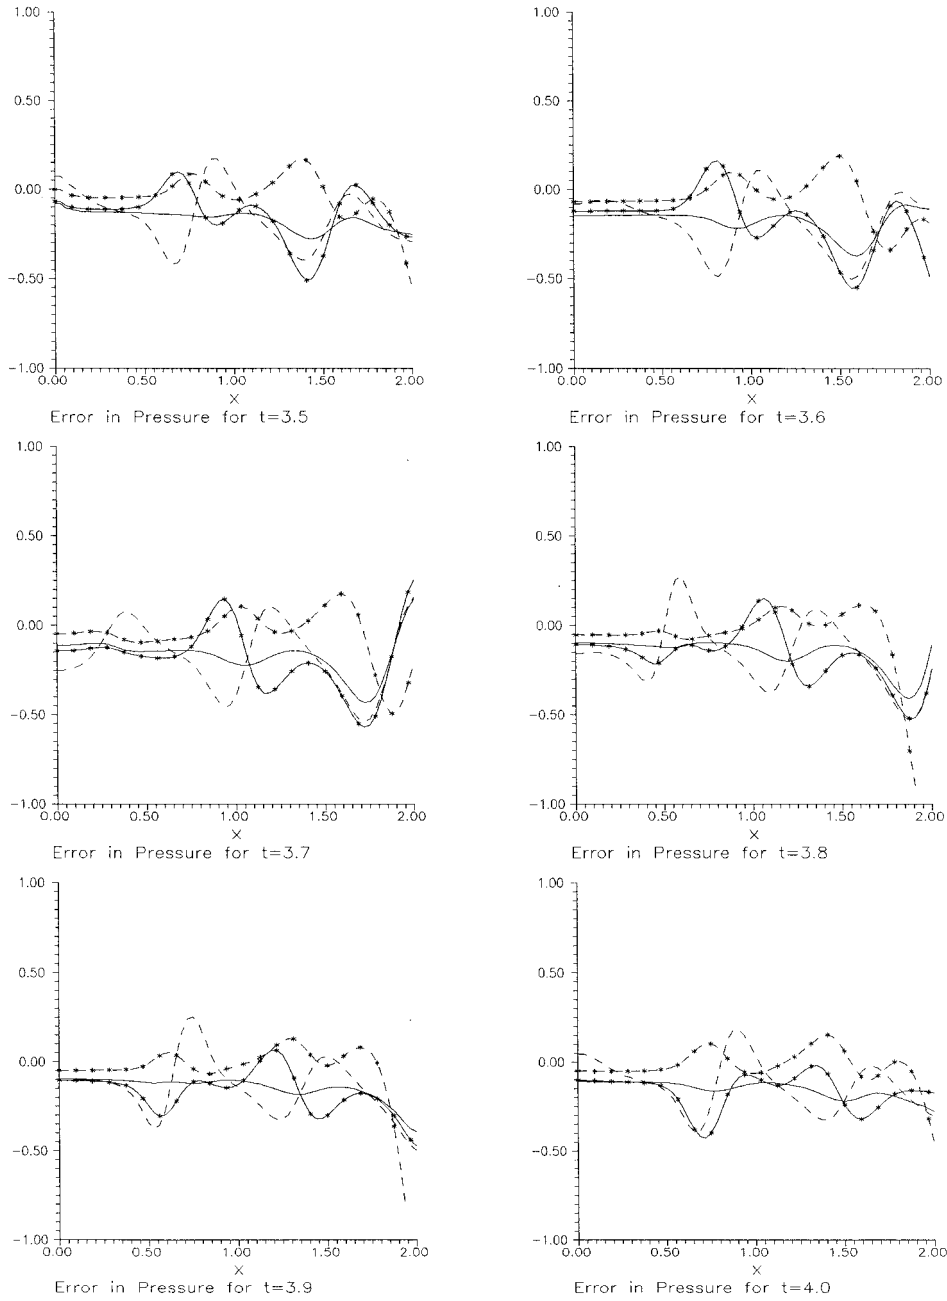 1.00
0.50
0.00
−0.50
−1.00
0.00 0.50 1.00 1.50 2.00
X
Error in Pressure for t=3.5
1.00
0.50
0.00
−0.50
−1.00
0.00 0.50 1.00 1.50 2.00
X
Error in Pressure for t=3.6
1.00
0.50
0.00
−0.50
−1.00
0.00 0.50 1.00 1.50 2.00
X
Error in Pressure for t=3.7
1.00
0.50
0.00
−0.50
−1.00
0.00 0.50 1.00 1.50 2.00
X
Error in Pressure for t=3.8
1.00
0.50
0.00
−0.50
−1.00
0.00 0.50 1.00 1.50 2.00
X
Error in Pressure for t=3.9
1.00
0.50
0.00
−0.50
−1.00
0.00 0.50 1.00 1.50 2.00
X
Error in Pressure for t=4.0